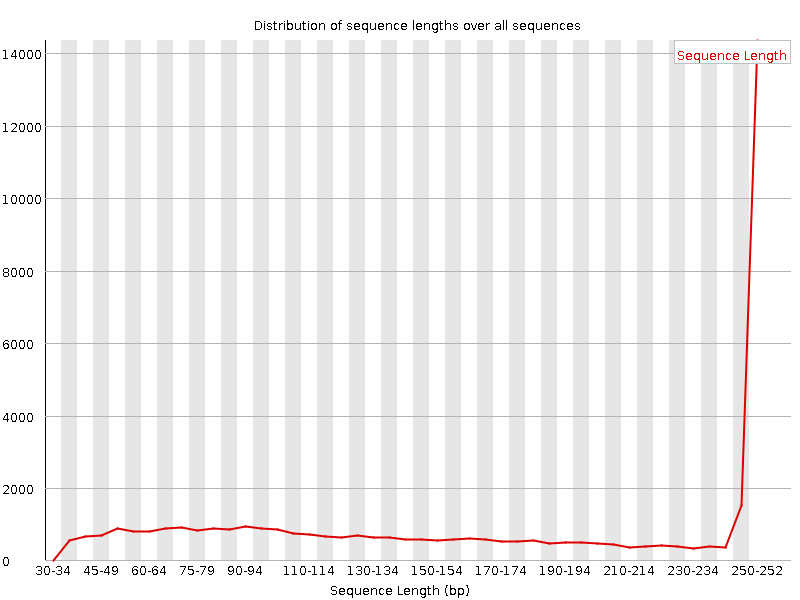 Distribution of sequence lengths over all sequences
14000
Sequence Length
12000
10000
8000
6000
4000
2000
0
30-34 45-49 60-64 75-79 90-94 110-114 130-134 150-154 170-174 190-194 210-214 230-234 250-252
Sequence Length (bp)